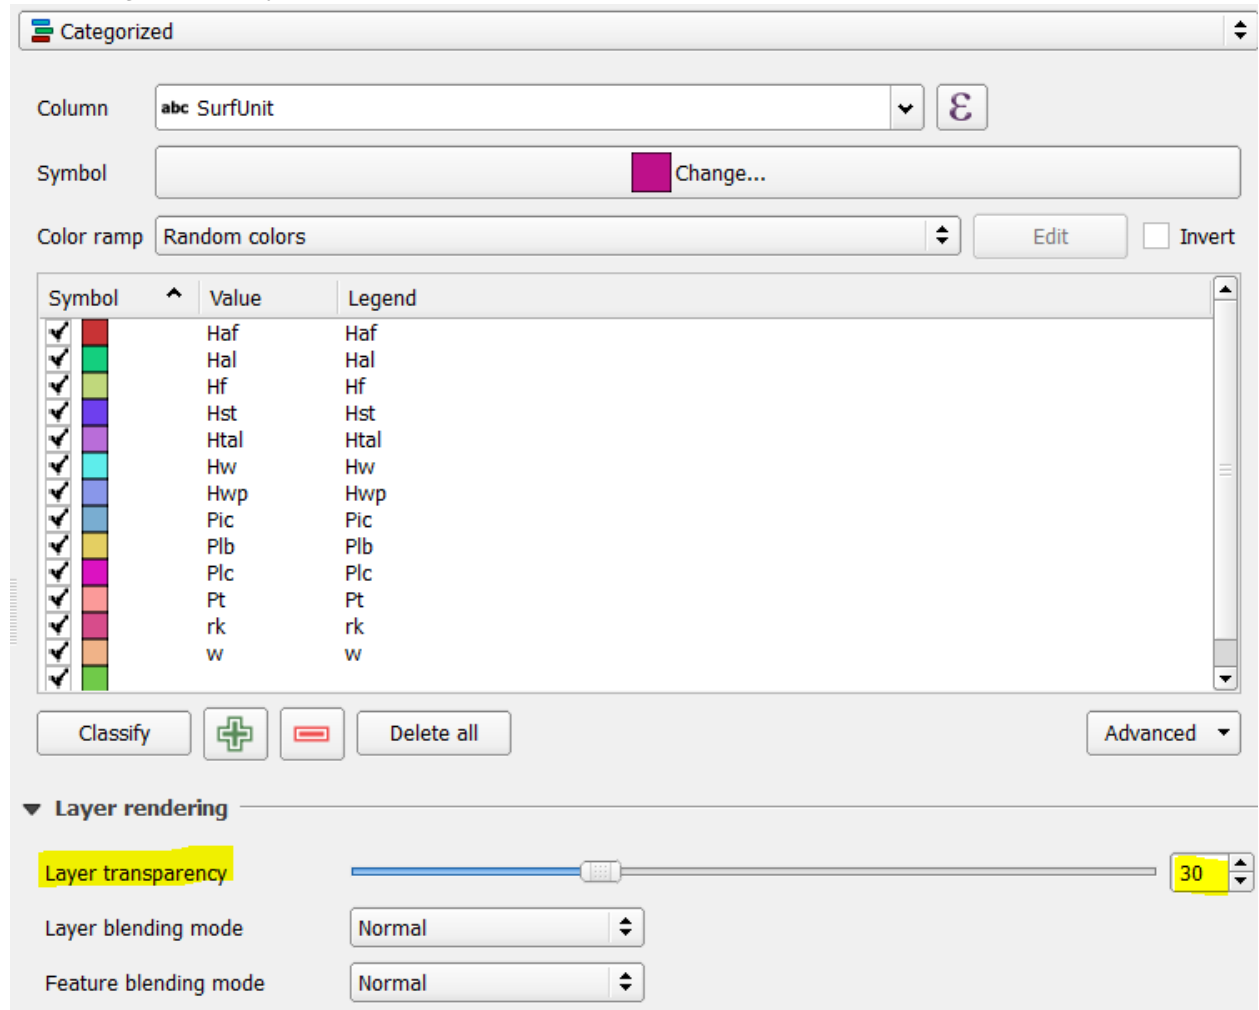 Categorized
Column abc SurfUnit ε
Symbol Change...
Color ramp Random colors Edit Invert
Symbol Value Legend
Haf Haf
Hal Hal
Hf Hf
Hst Hst
Htal Htal
Hw Hw
Hwp Hwp
Pic Pic
Plb Plb
Plc Plc
Pt Pt
rk rk
w w
Classify Delete all Advanced
Layer rendering
Layer transparency 30
Layer blending mode Normal
Feature blending mode Normal